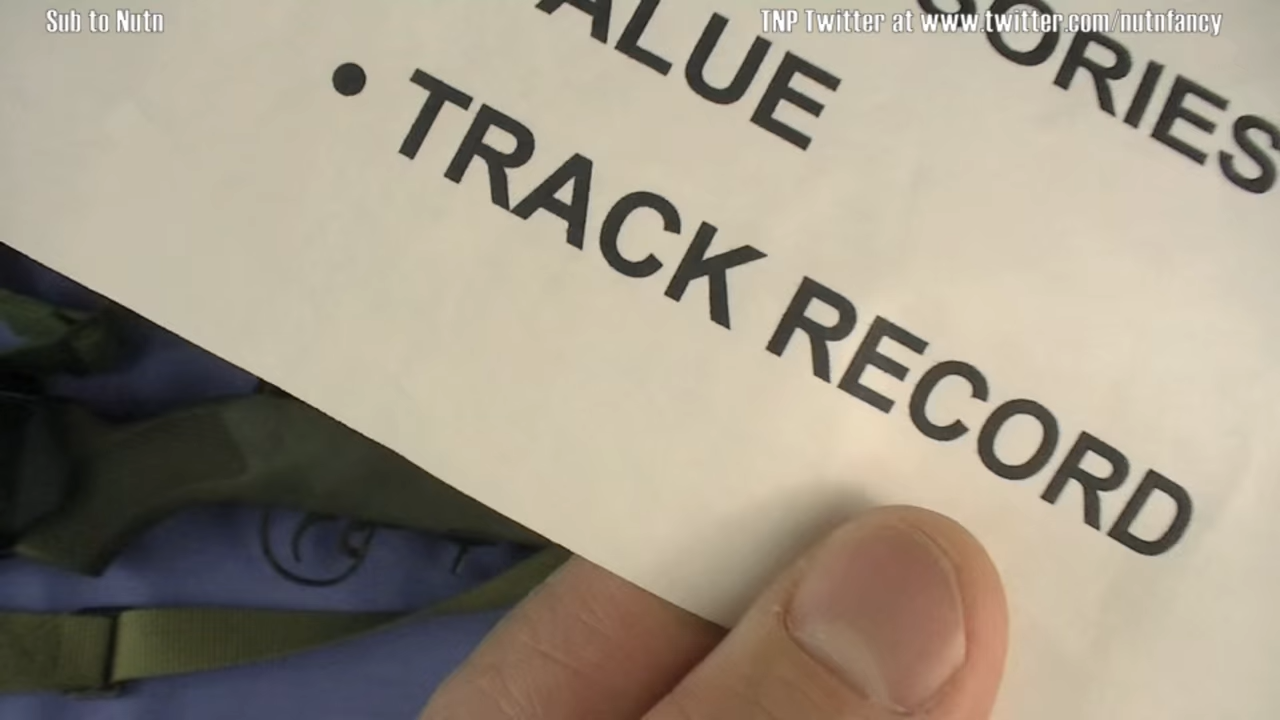 Sub to Nutn
TNP Twitter at www.twitter.com/nutnfancy
ALUE
SORIES
• TRACK RECORD